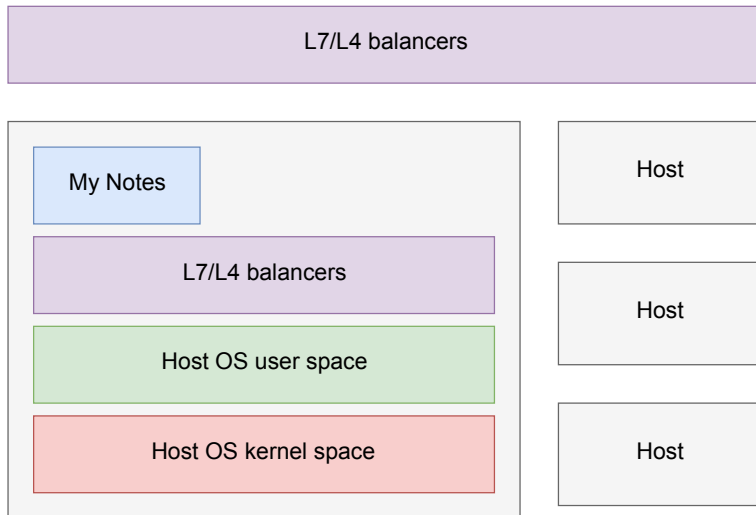 L7/L4 balancers
My Notes
L7/L4 balancers
Host OS user space
Host OS kernel space
Host
Host
Host